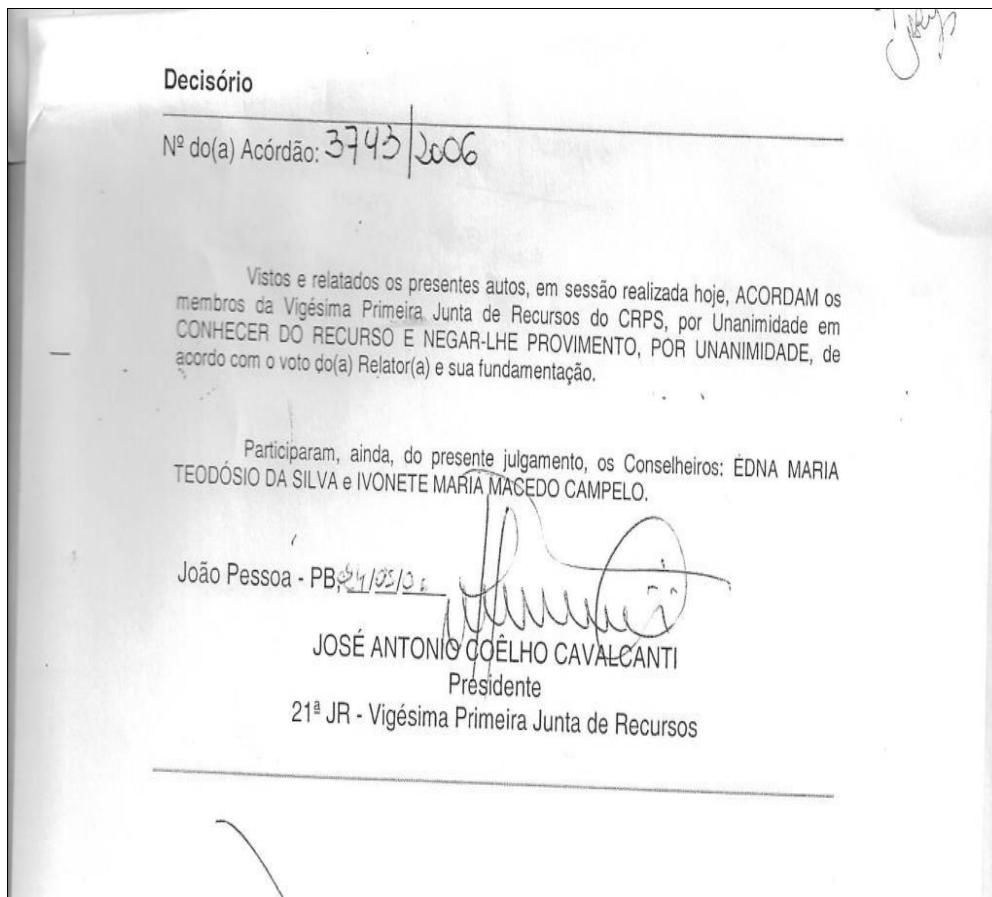 Decisório
Nº do(a) Acórdão: 3743/2006
Vistos e relatados os presentes autos, em sessão realizada hoje, ACORDAM os
membros da Vigésima Primeira Junta de Recursos do CRPS, por Unanimidade em
CONHECER DO RECURSO E NEGAR-LHE PROVIMENTO, POR UNANIMIDADE, de
acordo com o voto do(a) Relator(a) e sua fundamentação.
Participaram, ainda, do presente julgamento, os Conselheiros: EDNA MARIA
TEODÓSIO DA SILVA e IVONETE MARIA MACEDO CAMPELO.
João Pessoa - PB,
JOSÉ ANTONIO COÊLHO CAVALCANTI
Presidente
21ª JR - Vigésima Primeira Junta de Recursos